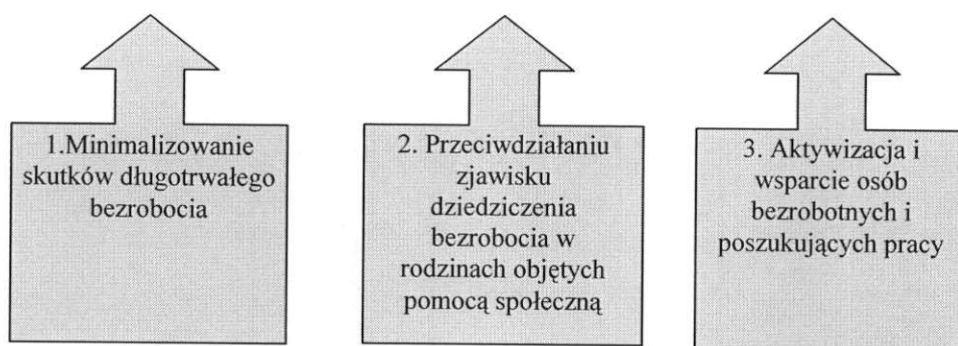 1.Minimalizowanie
skutków długotrwałego
bezrobocia
2. Przeciwdziałaniu
zjawisku
dziedziczenia
bezrobocia w
rodzinach objętych
pomocą społeczną
3. Aktywizacja i
wsparcie osób
bezrobotnych i
poszukujących pracy